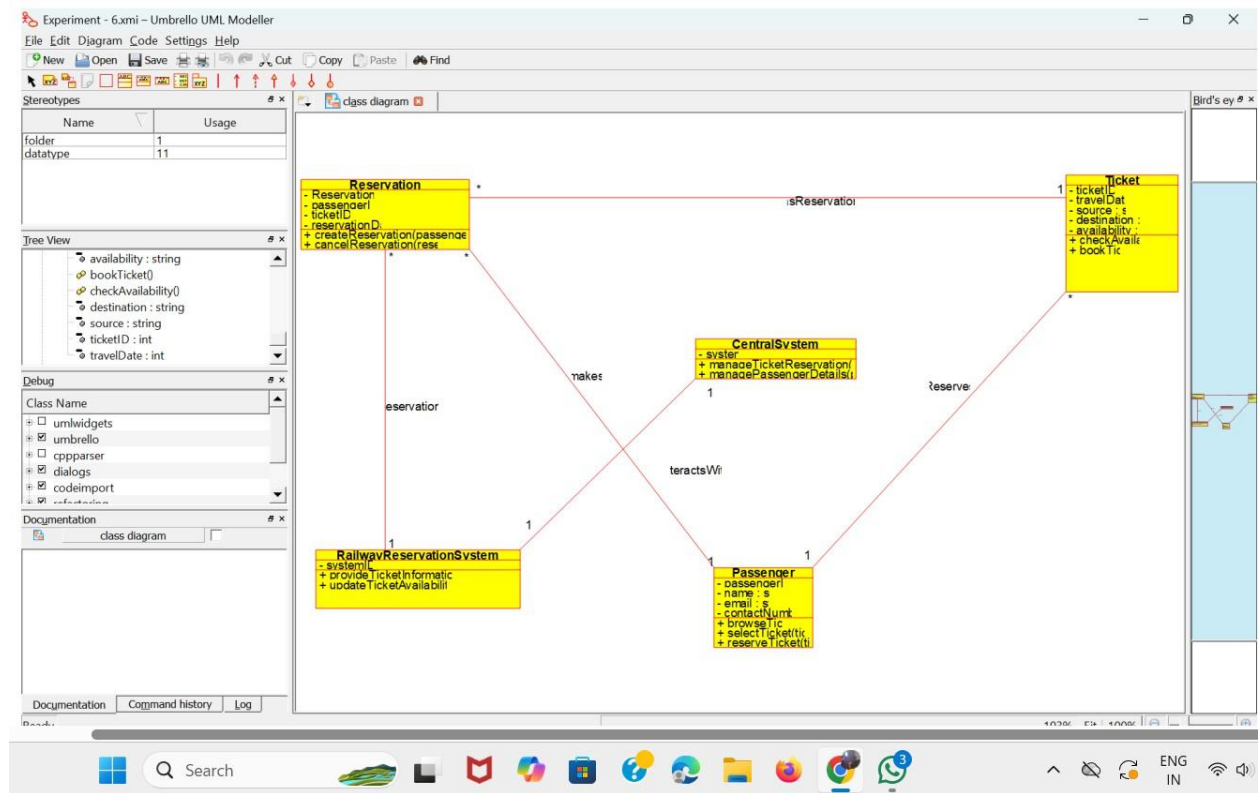 Experiment - 6.xmi – Umbrello UML Modeller
File Edit Diagram Code Settings Help
New Open Save Cut Copy Paste Find
Stereotypes
Name Usage
folder 1
datatype 11
Tree View
availability : string
bookTicket()
checkAvailability()
destination : string
source : string
ticketID : int
travelDate : int
Debug
Class Name
umlwidgets
umbrello
cppparser
dialogs
codeimport
Documentation
class diagram
Documentation Command history Log
class diagram
Bird's ey
Reservation
- Reservation
- passengerI
- ticketID
- reservationD
+ createReservation(passenge
+ cancelReservation(rese
*
sReservation
1
Ticket
- ticketID
- travelDat
- source : s
- destination :
- availability :
+ checkAvaila
+ bookTic
* *
*
CentralSystem
- syster
+ manageTicketReservation(
+ managePassengerDetails(
1
makes
Reserve
eservation
teractsWi
1
1
RailwayReservationSystem
- systemID
+ provideTicketInformatic
+ updateTicketAvailabilit
1 1
Passenger
- passengerI
- name : s
- email : s
- contactNumb
+ browseTic
+ selectTicket(tic
+ reserveTicket(ti
Search
3
ENG
IN